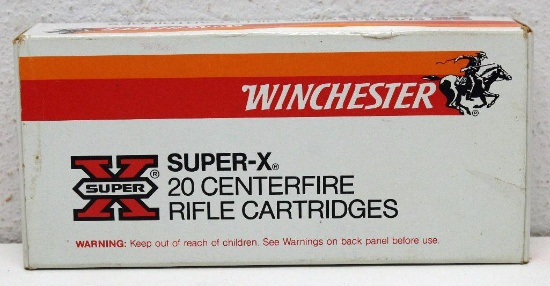 WINCHESTER®
X SUPER ®
SUPER-X®
20 CENTERFIRE
RIFLE CARTRIDGES
WARNING: Keep out of reach of children. See Warnings on back panel before use.